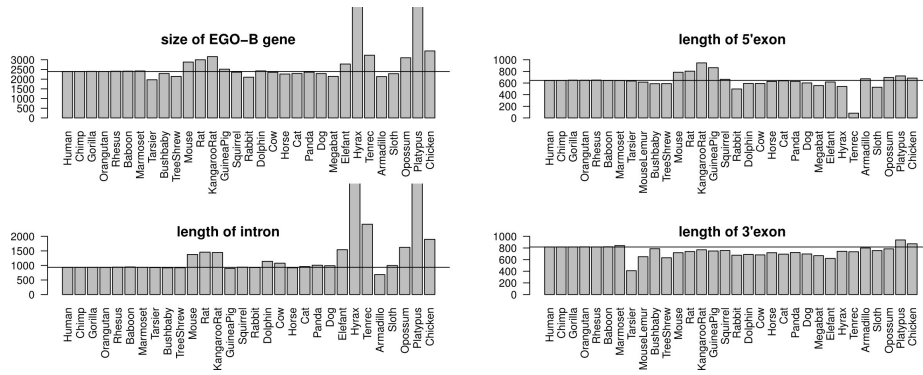 size of EGO−B gene
3000
2500
2000
1500
1000
500
0
Human
Chimp
Gorilla
Orangutan
Rhesus
Baboon
Marmoset
Tarsier
Bushbaby
TreeShrew
Mouse
Rat
KangarooRat
GuineaPig
Squirrel
Rabbit
Dolphin
Cow
Horse
Cat
Panda
Dog
Megabat
Elefant
Hyrax
Tenrec
Armadillo
Sloth
Opossum
Platypus
Chicken
length of 5'exon
1000
800
600
400
200
0
Human
Chimp
Gorilla
Orangutan
Rhesus
Baboon
Marmoset
Tarsier
MouseLemur
Bushbaby
TreeShrew
Mouse
Rat
KangarooRat
GuineaPig
Squirrel
Rabbit
Dolphin
Cow
Horse
Cat
Panda
Dog
Megabat
Elefant
Hyrax
Tenrec
Armadillo
Sloth
Opossum
Platypus
Chicken
length of intron
2000
1500
1000
500
0
Human
Chimp
Gorilla
Orangutan
Rhesus
Baboon
Marmoset
Tarsier
Bushbaby
TreeShrew
Mouse
Rat
KangarooRat
GuineaPig
Squirrel
Rabbit
Dolphin
Cow
Horse
Cat
Panda
Dog
Elefant
Hyrax
Tenrec
Armadillo
Sloth
Opossum
Platypus
Chicken
length of 3'exon
1000
800
600
400
200
0
Human
Chimp
Gorilla
Orangutan
Rhesus
Baboon
Marmoset
Tarsier
MouseLemur
Bushbaby
TreeShrew
Mouse
Rat
KangarooRat
GuineaPig
Squirrel
Rabbit
Dolphin
Cow
Horse
Cat
Panda
Dog
Megabat
Elefant
Hyrax
Tenrec
Armadillo
Sloth
Opossum
Platypus
Chicken